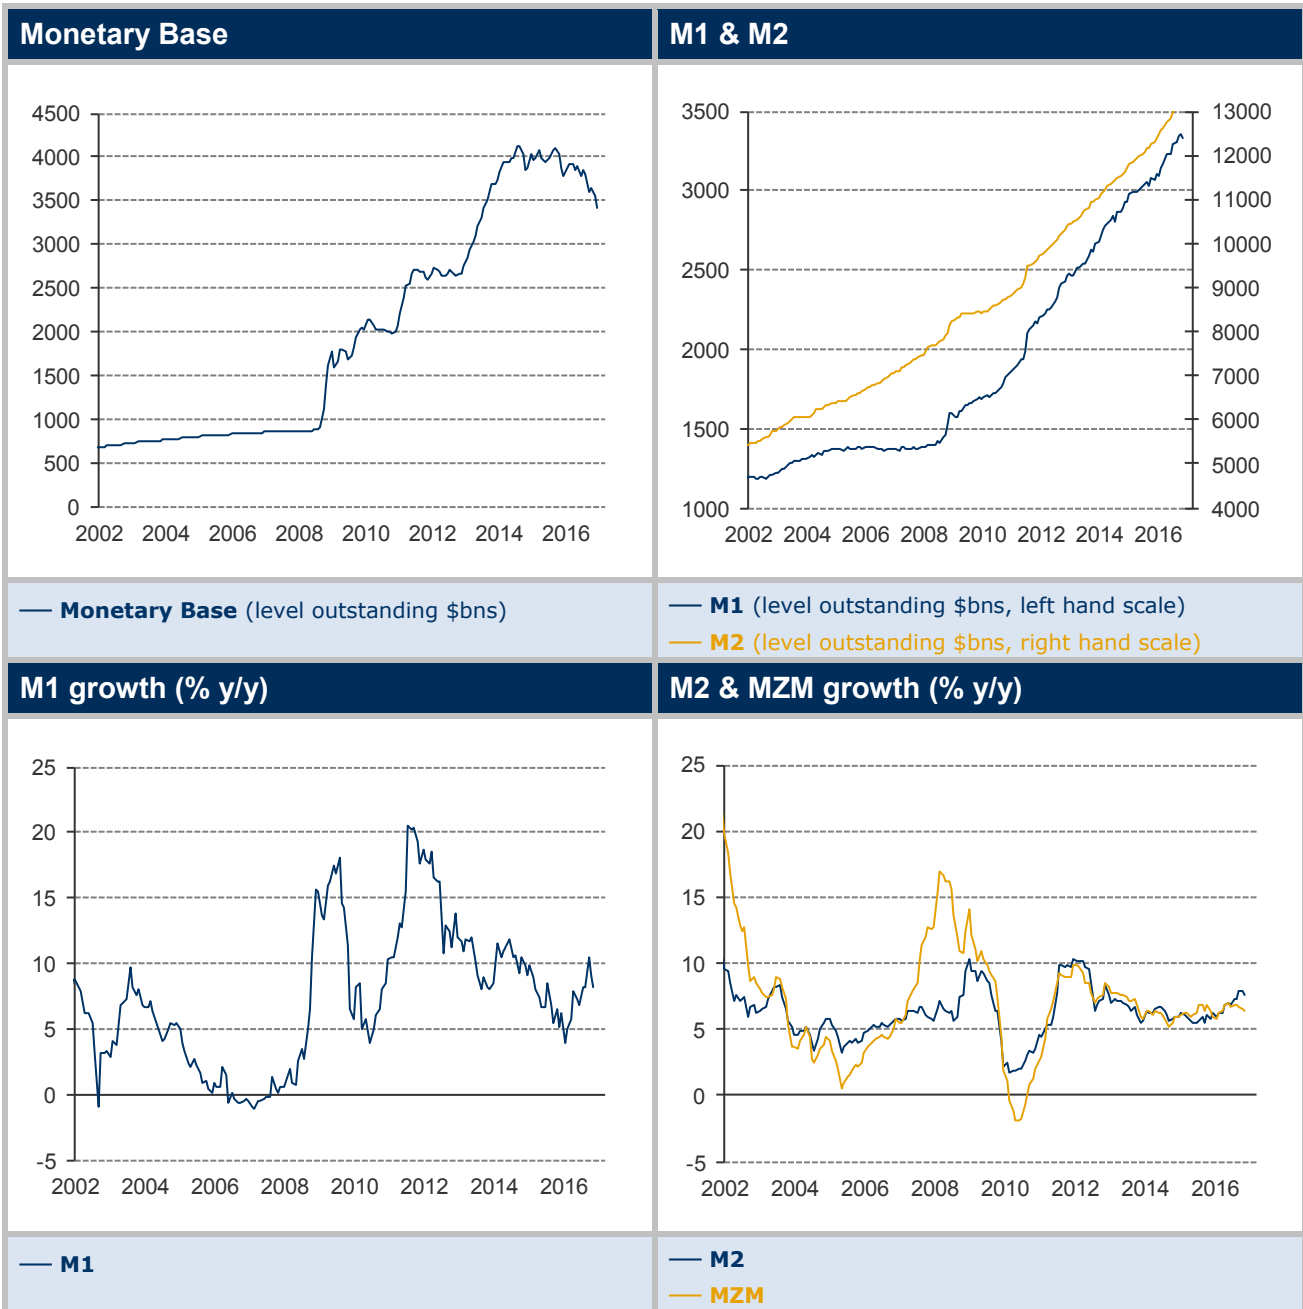 Monetary Base
4500
4000
3500
3000
2500
2000
1500
1000
500
0
2002 2004 2006 2008 2010 2012 2014 2016
Monetary Base (level outstanding $bns)
M1 & M2
3500 13000
12000
3000 11000
10000
2500 9000
8000
2000 7000
6000
1500 5000
1000 4000
2002 2004 2006 2008 2010 2012 2014 2016
M1 (level outstanding $bns, left hand scale)
M2 (level outstanding $bns, right hand scale)
M1 growth (% y/y)
25
20
15
10
5
0
-5
2002 2004 2006 2008 2010 2012 2014 2016
M1
M2 & MZM growth (% y/y)
25
20
15
10
5
0
-5
2002 2004 2006 2008 2010 2012 2014 2016
M2
MZM